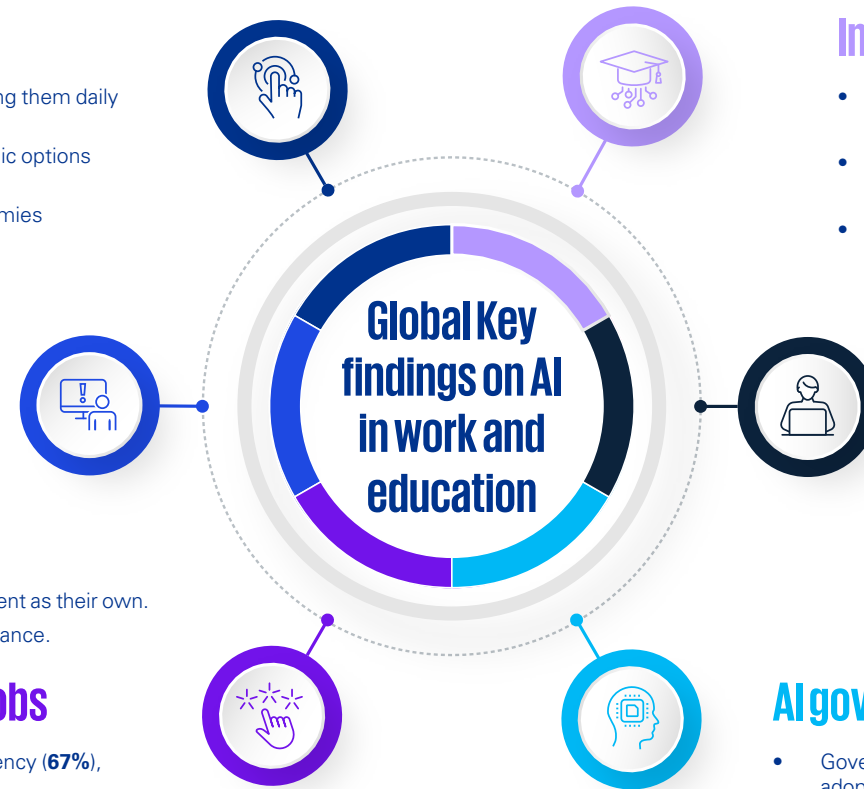 In
ng them daily
ic options
mies
Global Key
findings on AI
in work and
education
ent as their own.
ance.
obs
ency (67%),
AI gov
Gove
adop